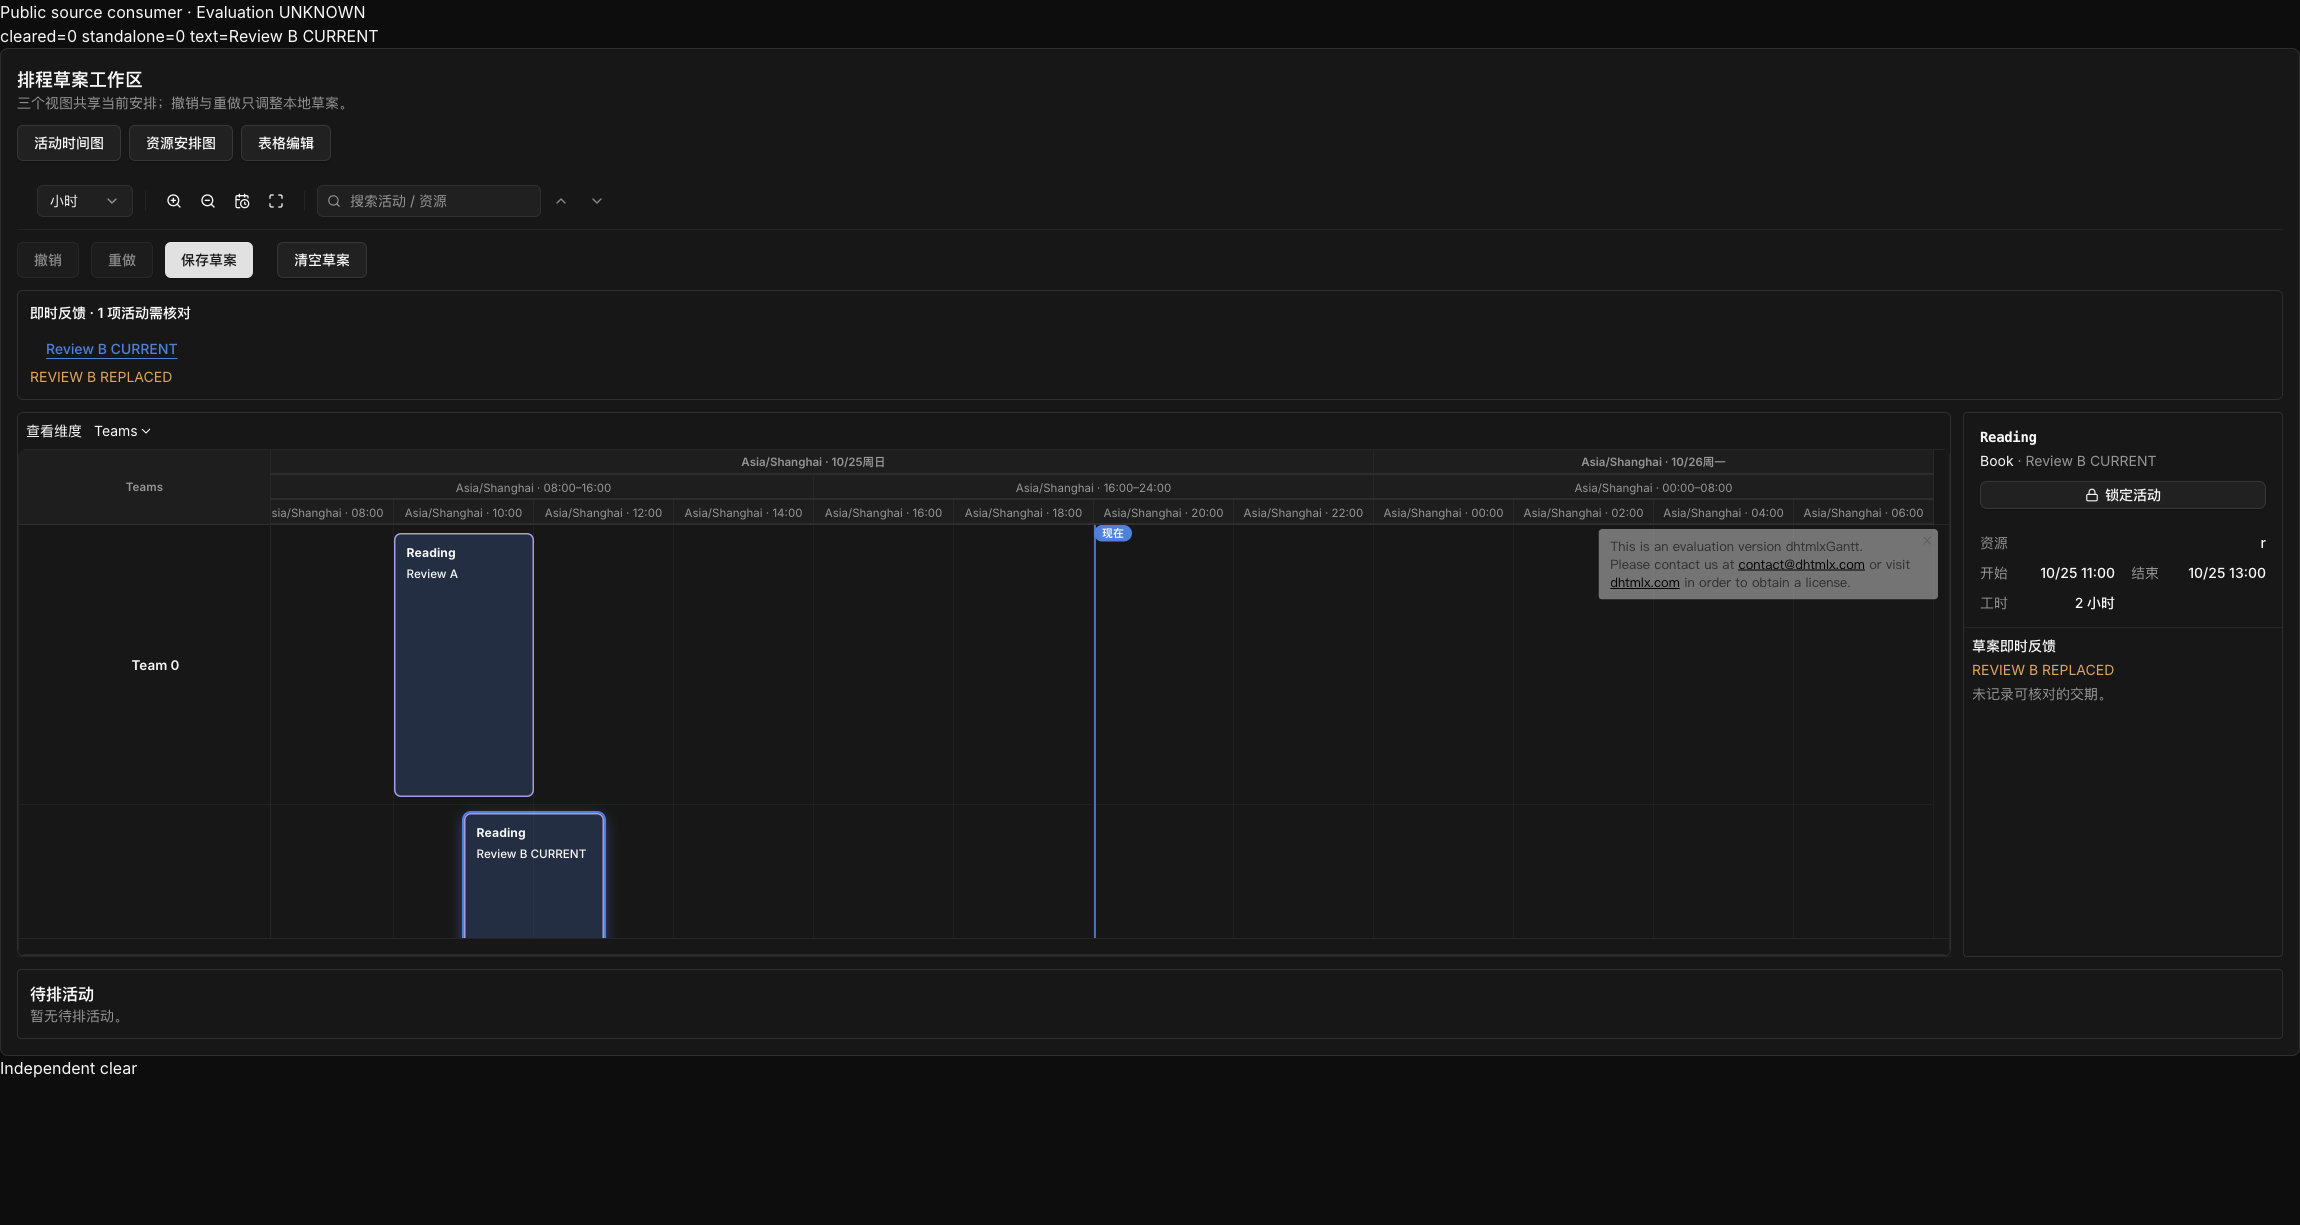 Public source consumer · Evaluation UNKNOWN
cleared=0 standalone=0 text=Review B CURRENT
排程草案工作区
三个视图共享当前安排；撤销与重做只调整本地草案。
活动时间图 资源安排图 表格编辑
小时 搜索活动 / 资源
撤销 重做 保存草案 清空草案
即时反馈 · 1 项活动需核对
Review B CURRENT
REVIEW B REPLACED
查看维度 Teams
Teams
Asia/Shanghai · 10/25周日 Asia/Shanghai · 10/26周一
Asia/Shanghai · 08:00–16:00 Asia/Shanghai · 16:00–24:00 Asia/Shanghai · 00:00–08:00
sia/Shanghai · 08:00 Asia/Shanghai · 10:00 Asia/Shanghai · 12:00 Asia/Shanghai · 14:00 Asia/Shanghai · 16:00 Asia/Shanghai · 18:00 Asia/Shanghai · 20:00 Asia/Shanghai · 22:00 Asia/Shanghai · 00:00 Asia/Shanghai · 02:00 Asia/Shanghai · 04:00 Asia/Shanghai · 06:00
现在
Team 0
Reading
Review A
Reading
Review B CURRENT
This is an evaluation version dhtmlxGantt.
Please contact us at contact@dhtmlx.com or visit
dhtmlx.com in order to obtain a license.
Reading
Book · Review B CURRENT
锁定活动
资源 r
开始 10/25 11:00 结束 10/25 13:00
工时 2 小时
草案即时反馈
REVIEW B REPLACED
未记录可核对的交期。
待排活动
暂无待排活动。
Independent clear